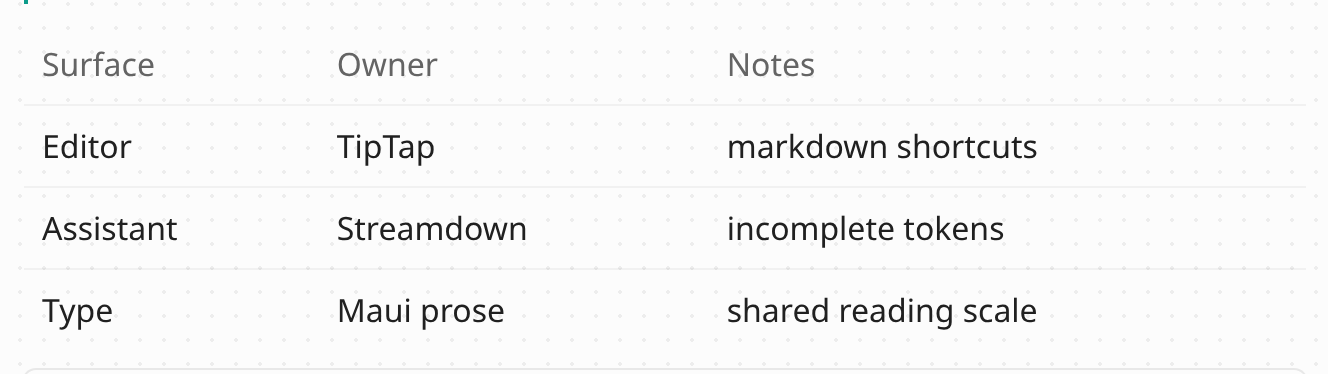 Surface Owner Notes
Editor TipTap markdown shortcuts
Assistant Streamdown incomplete tokens
Type Maui prose shared reading scale